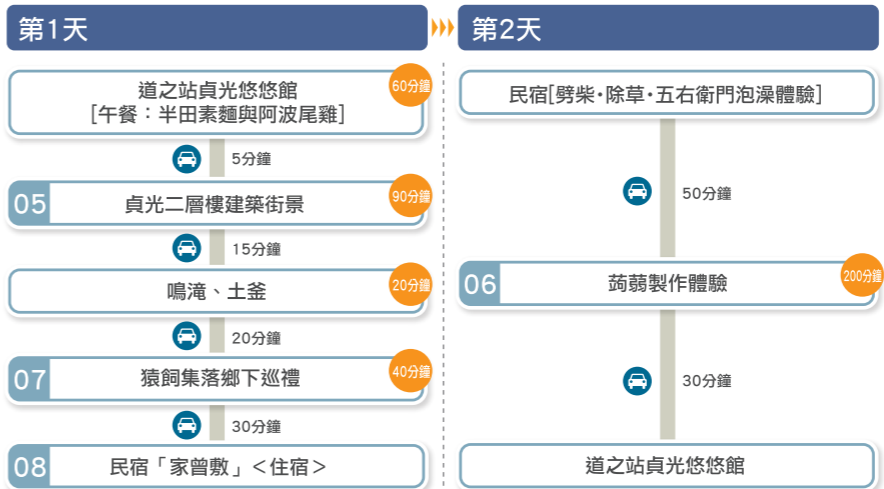 第1天
道之站貞光悠悠館
[午餐：半田素麵與阿波尾雞]
60分鐘
5分鐘
05 貞光二層樓建築街景
90分鐘
15分鐘
鳴滝、土釜
20分鐘
20分鐘
07 猿飼集落鄉下巡禮
40分鐘
30分鐘
08 民宿「家曾敷」＜住宿＞
第2天
民宿[劈柴･除草･五右衛門泡澡體驗]
50分鐘
06 蒟蒻製作體驗
200分鐘
30分鐘
道之站貞光悠悠館